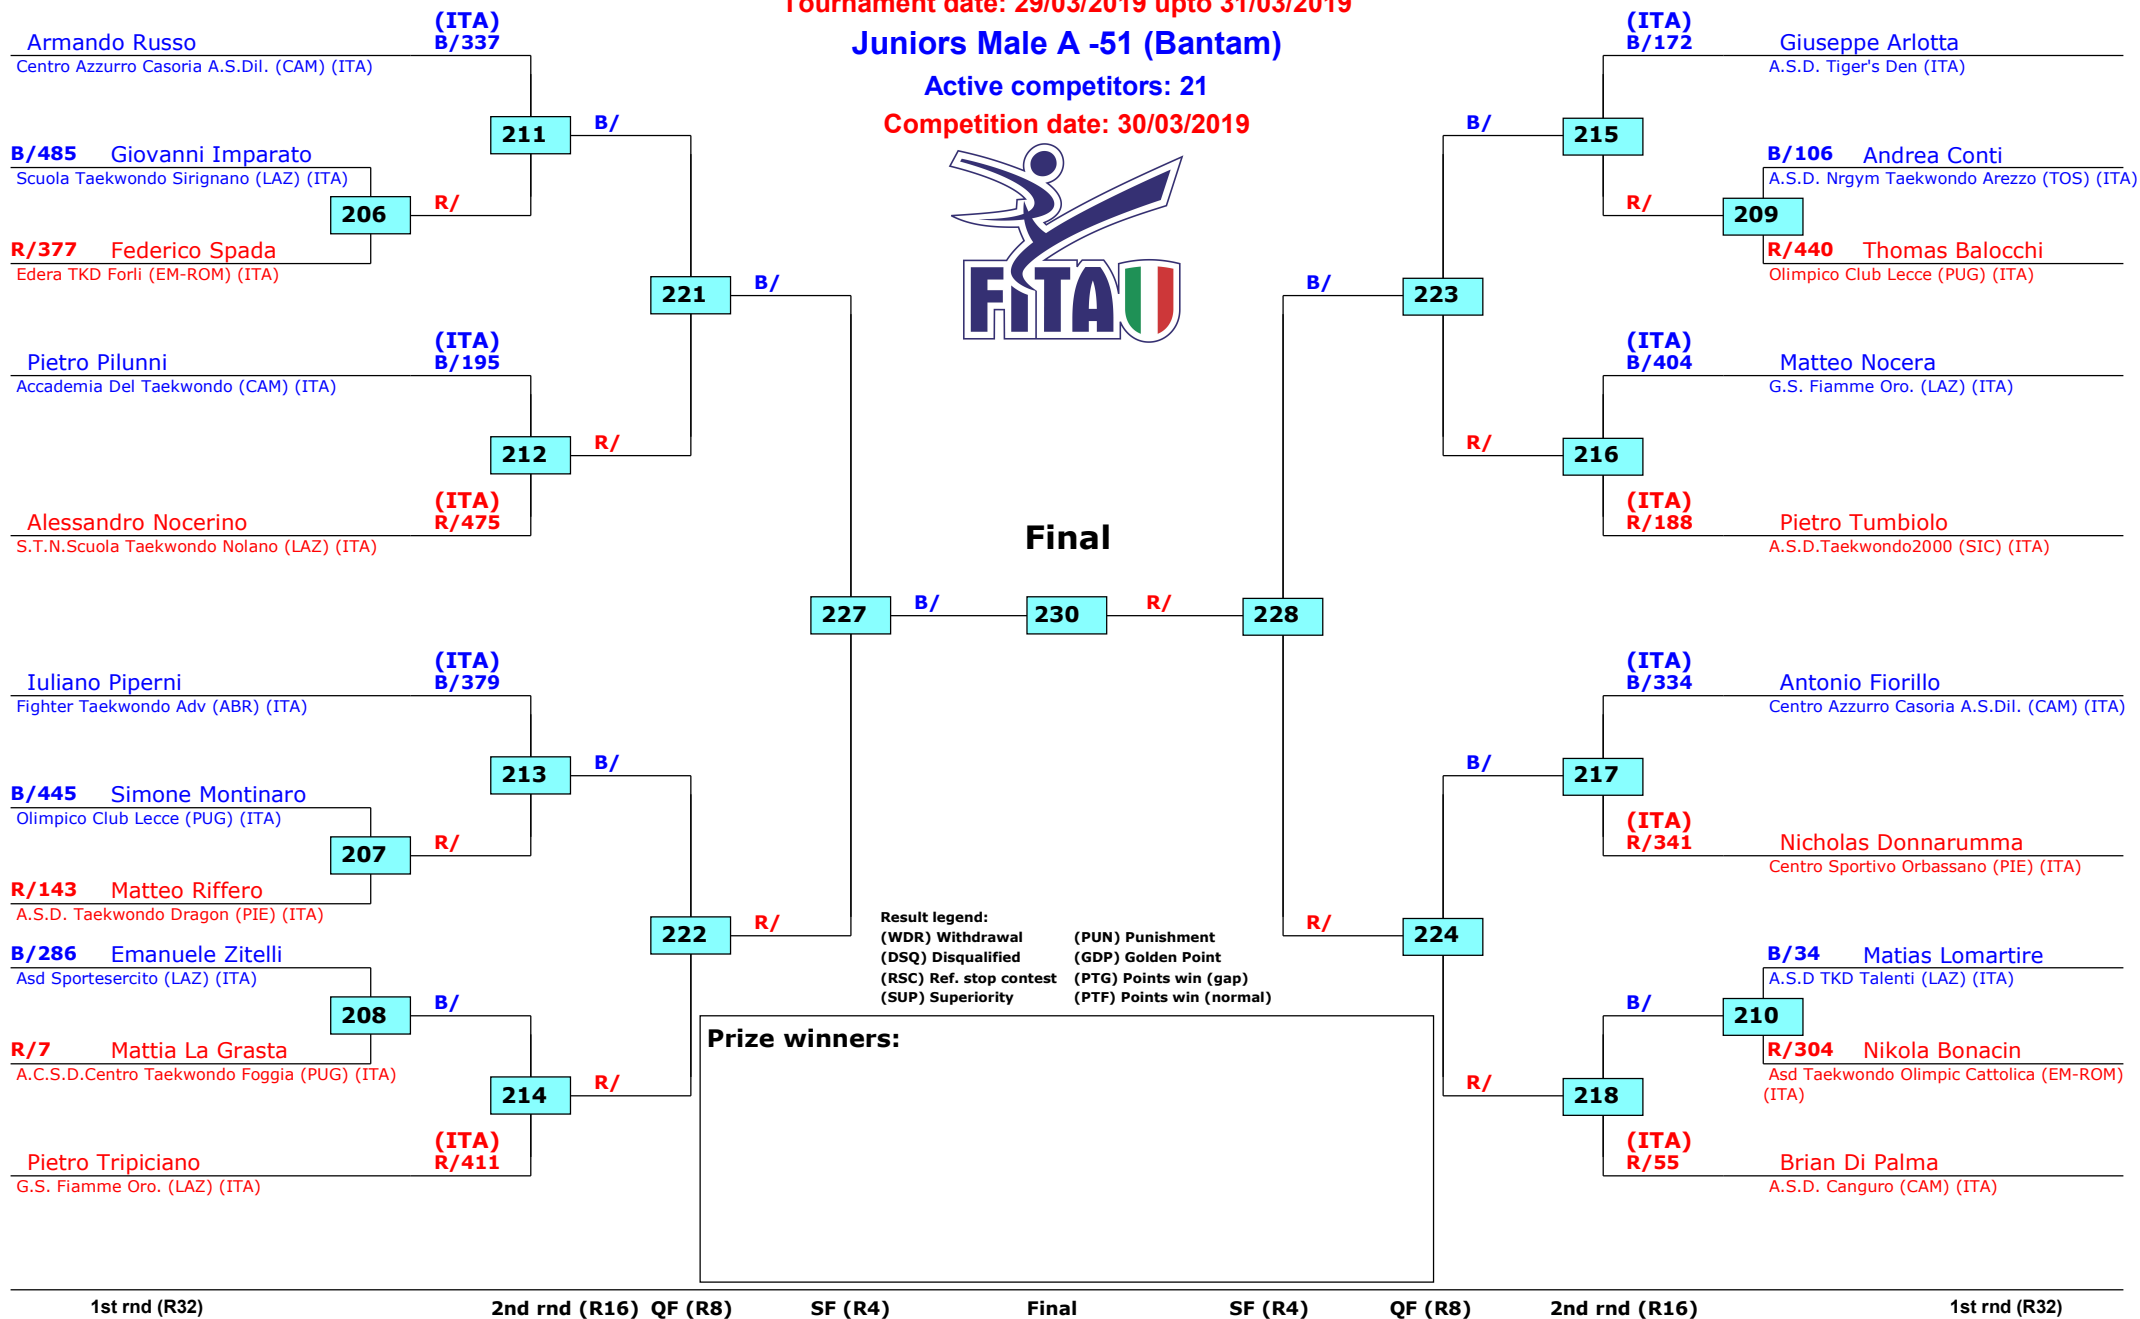 Tournament date: 29/03/2019 upto 31/03/2019
Juniors Male A -51 (Bantam)
Active competitors: 21
Competition date: 30/03/2019
FITA
(ITA)
Armando Russo B/337
Centro Azzurro Casoria A.S.Dil. (CAM) (ITA)
211 B/
B/485 Giovanni Imparato
Scuola Taekwondo Sirignano (LAZ) (ITA)
206 R/
R/377 Federico Spada
Edera TKD Forli (EM-ROM) (ITA)
221 B/
(ITA)
Pietro Pilunni B/195
Accademia Del Taekwondo (CAM) (ITA)
212 R/
(ITA)
Alessandro Nocerino R/475
S.T.N.Scuola Taekwondo Nolano (LAZ) (ITA)
227 B/
(ITA)
Iuliano Piperni B/379
Fighter Taekwondo Adv (ABR) (ITA)
213 B/
B/445 Simone Montinaro
Olimpico Club Lecce (PUG) (ITA)
207 R/
R/143 Matteo Riffero
A.S.D. Taekwondo Dragon (PIE) (ITA)
222 R/
B/286 Emanuele Zitelli
Asd Sportesercito (LAZ) (ITA)
208 B/
R/7 Mattia La Grasta
A.C.S.D.Centro Taekwondo Foggia (PUG) (ITA)
214 R/
(ITA)
Pietro Tripiciano R/411
G.S. Fiamme Oro. (LAZ) (ITA)
Final
230
(ITA)
B/172 Giuseppe Arlotta
A.S.D. Tiger's Den (ITA)
B/ 215
B/106 Andrea Conti
A.S.D. Nrgym Taekwondo Arezzo (TOS) (ITA)
R/ 209
R/440 Thomas Balocchi
Olimpico Club Lecce (PUG) (ITA)
B/ 223
(ITA)
B/404 Matteo Nocera
G.S. Fiamme Oro. (LAZ) (ITA)
R/ 216
(ITA)
R/188 Pietro Tumbiolo
A.S.D.Taekwondo2000 (SIC) (ITA)
R/ 228
(ITA)
B/334 Antonio Fiorillo
Centro Azzurro Casoria A.S.Dil. (CAM) (ITA)
B/ 217
(ITA)
R/341 Nicholas Donnarumma
Centro Sportivo Orbassano (PIE) (ITA)
R/ 224
B/34 Matias Lomartire
A.S.D TKD Talenti (LAZ) (ITA)
B/ 210
R/304 Nikola Bonacin
Asd Taekwondo Olimpic Cattolica (EM-ROM)
(ITA)
R/ 218
(ITA)
R/55 Brian Di Palma
A.S.D. Canguro (CAM) (ITA)
Result legend:
(WDR) Withdrawal (PUN) Punishment
(DSQ) Disqualified (GDP) Golden Point
(RSC) Ref. stop contest (PTG) Points win (gap)
(SUP) Superiority (PTF) Points win (normal)
Prize winners:
1st rnd (R32) 2nd rnd (R16) QF (R8) SF (R4) Final SF (R4) QF (R8) 2nd rnd (R16) 1st rnd (R32)